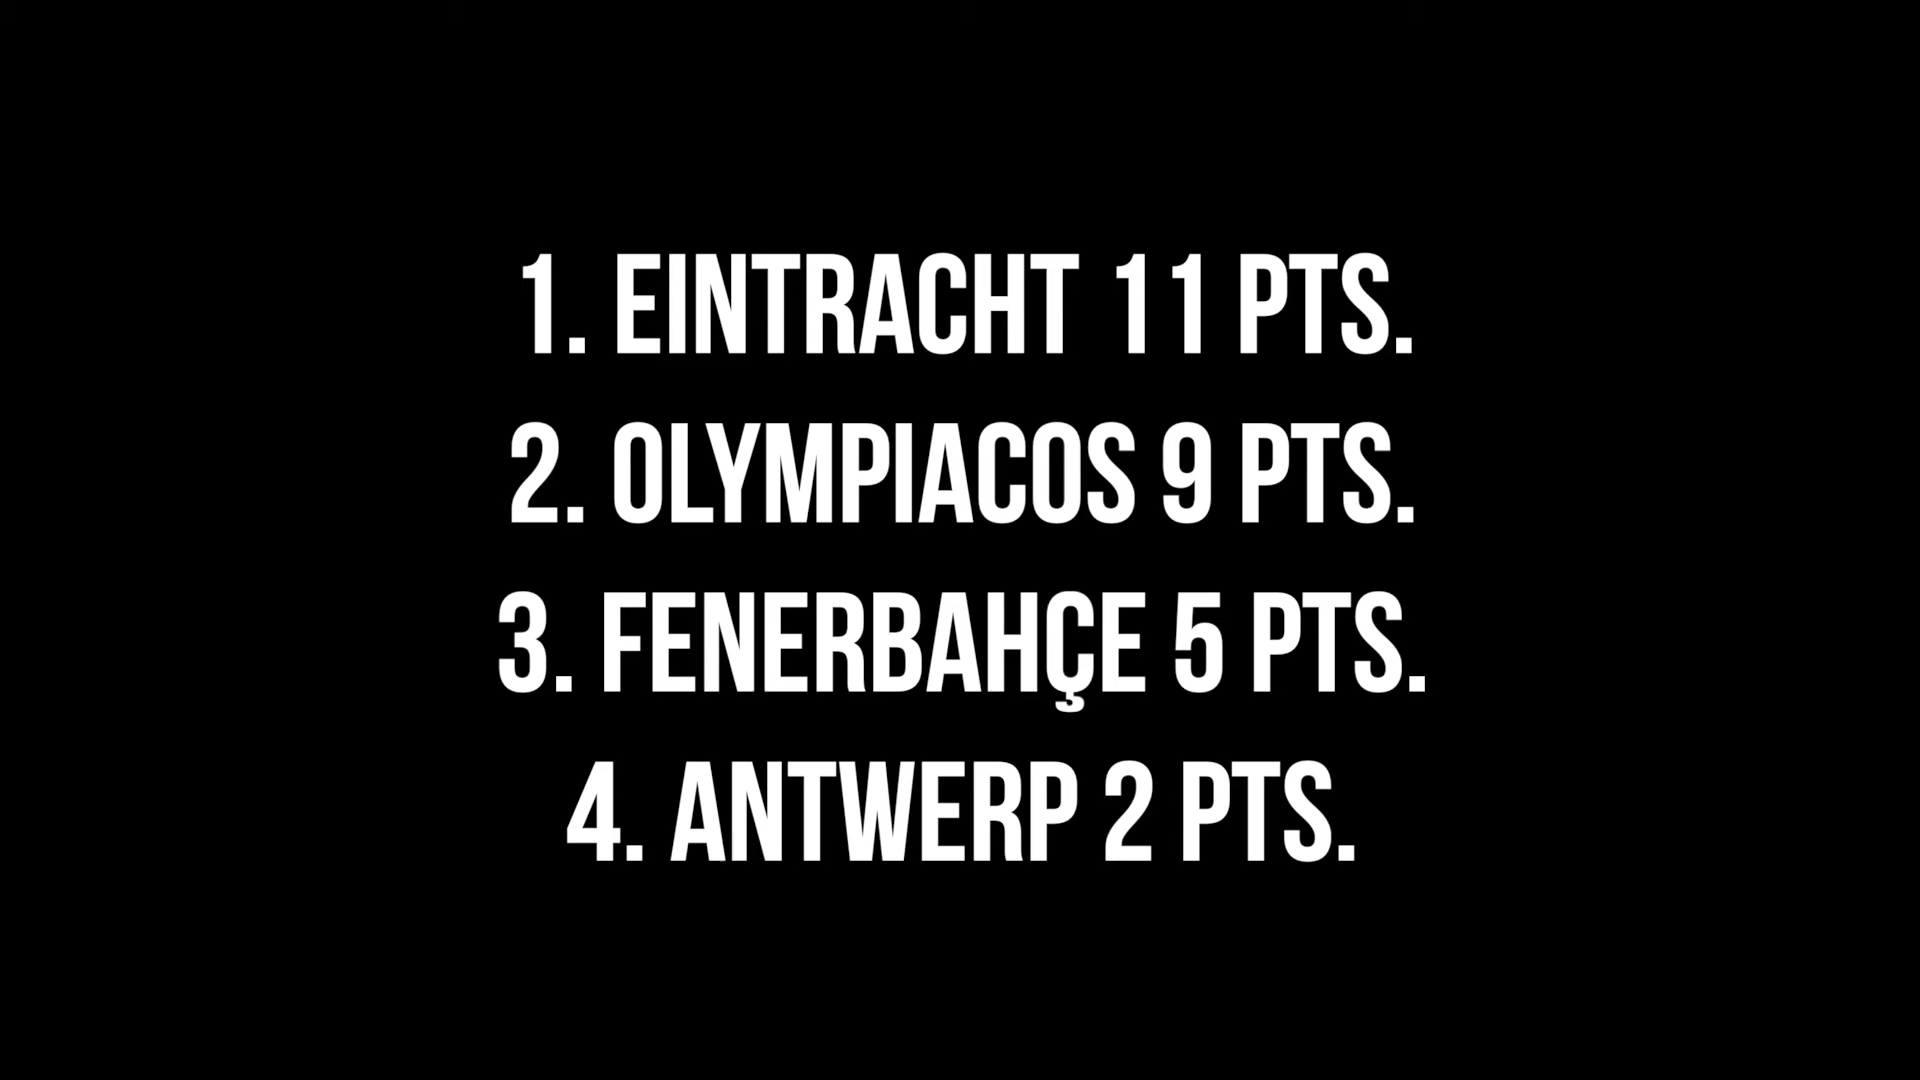 1. EINTRACHT 11 PTS.
2. OLYMPIACOS 9 PTS.
3. FENERBAHÇE 5 PTS.
4. ANTWERP 2 PTS.